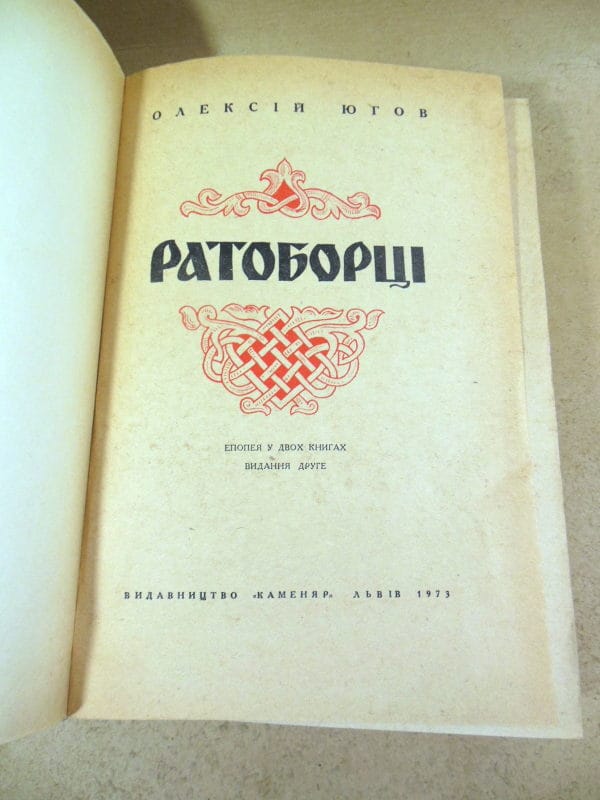 ОЛЕКСІЙ ЮГОВ
РАТОБОРЦІ
ЕПОПЕЯ У ДВОХ КНИГАХ
ВИДАННЯ ДРУГЕ
ВИДАВНИЦТВО «КАМЕНЯР» ЛЬВІВ 1973